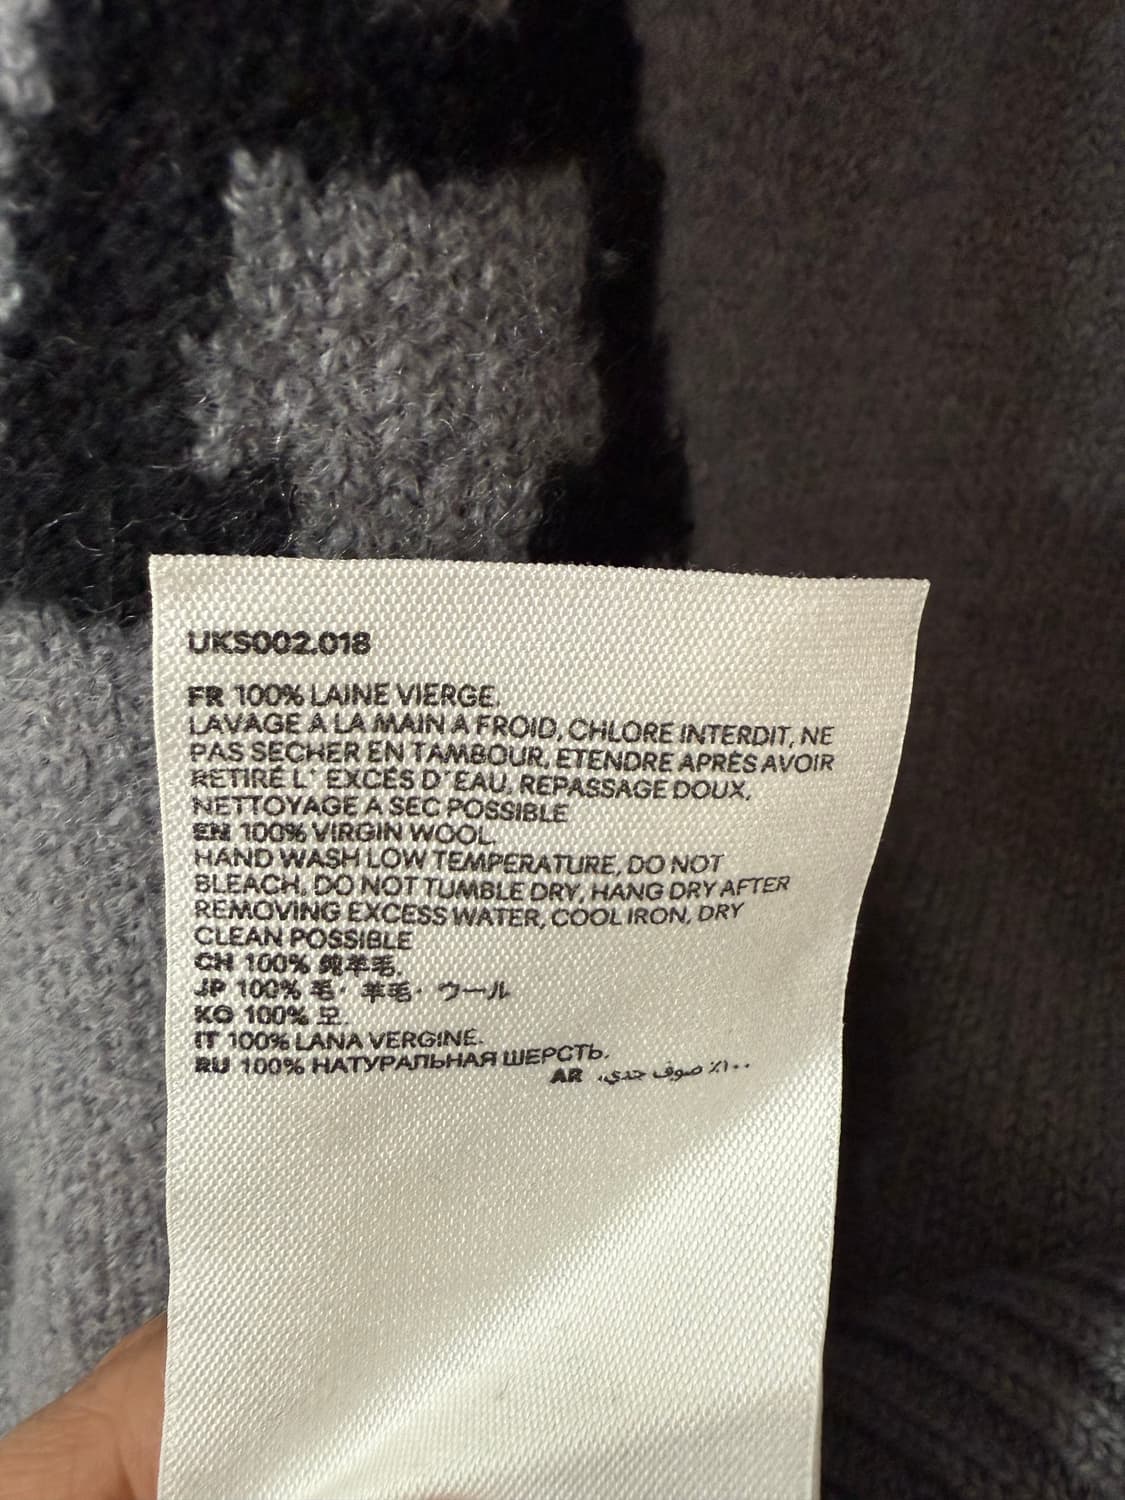 UKS002.018
FR 100% LAINE VIERGE.
LAVAGE A LA MAIN A FROID, CHLORE INTERDIT, NE
PAS SECHER EN TAMBOUR, ETENDRE APRÈS AVOIR
RETIRÉ L' EXCÉS D'EAU, REPASSAGE DOUX,
NETTOYAGE A SEC POSSIBLE
EN 100% VIRGIN WOOL.
HAND WASH LOW TEMPERATURE, DO NOT
BLEACH, DO NOT TUMBLE DRY, HANG DRY AFTER
REMOVING EXCESS WATER, COOL IRON, DRY
CLEAN POSSIBLE
CH 100% 纯羊毛.
JP 100% 毛・羊毛・ウール
KO 100% 모.
IT 100% LANA VERGINE.
RU 100% НАТУРАЛЬНАЯ ШЕРСТЬ.
AR ١٠٠٪ صوف جدي.